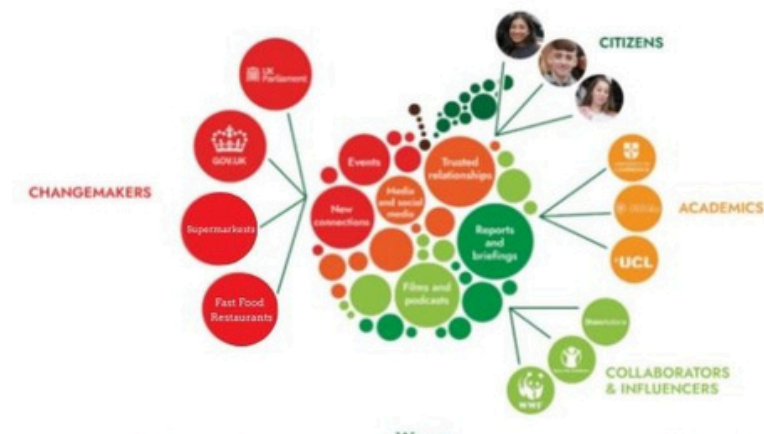 CITIZENS
UK
Parliament
GOV.UK
CHANGEMAKERS
Supermarkests
Fast Food
Restaurants
Events
Trusted
relationships
Media
and social
media
New
connections
Reports
and
briefings
Films and
podcasts
ACADEMICS
UCL
WWF
COLLABORATORS
& INFLUENCERS